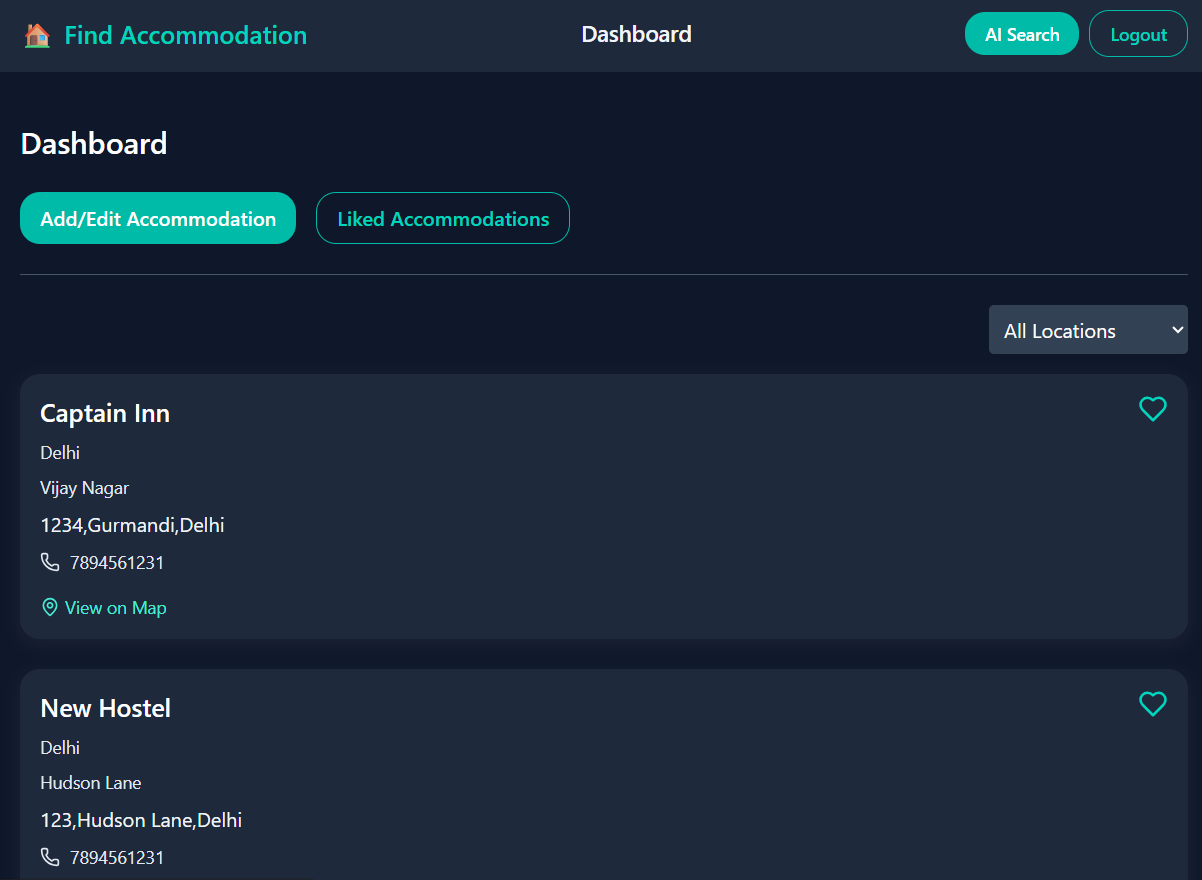 Find Accommodation
Dashboard
AI Search
Logout
Dashboard
Add/Edit Accommodation
Liked Accommodations
All Locations
Captain Inn
Delhi
Vijay Nagar
1234,Gurmandi,Delhi
7894561231
View on Map
New Hostel
Delhi
Hudson Lane
123,Hudson Lane,Delhi
7894561231